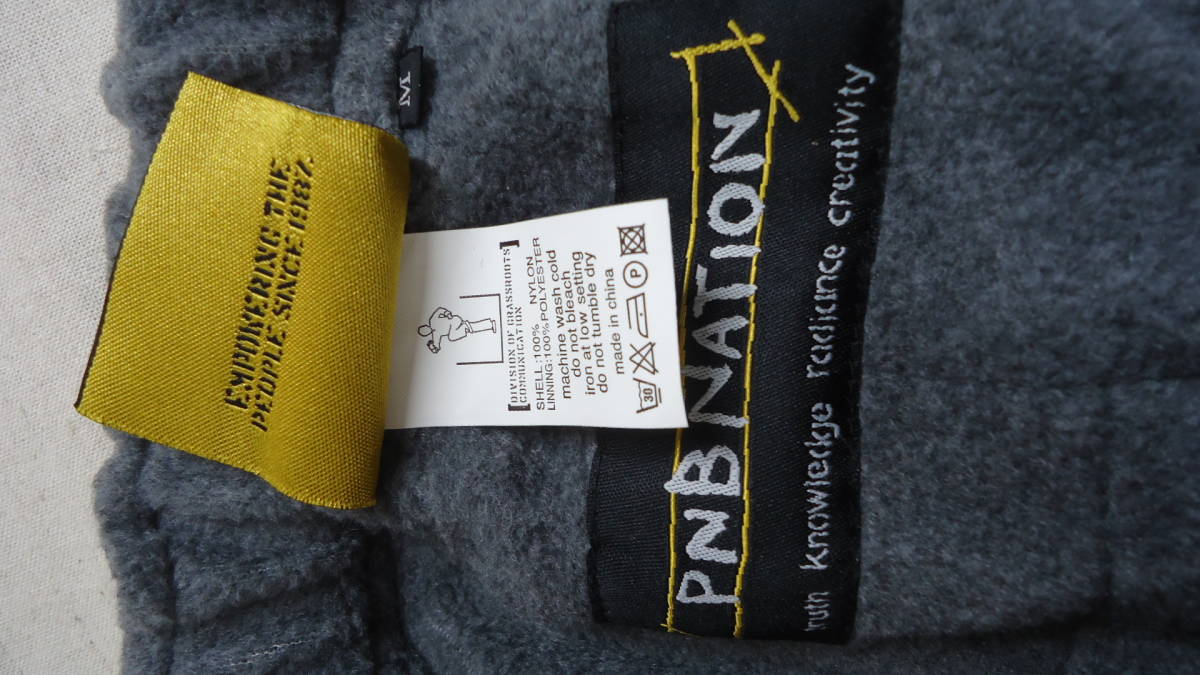 M
EMPOWERING THE
PEOPLE SINCE 1987.
[DIVISION OF GRASSROOTS
COMMUNICATION]
SHELL:100% NYLON
LINNING:100%POLYESTER
machine wash cold
do not bleach
iron at low setting
do not tumble dry
made in china
30
P
PNB NATION
truth knowledge radiance creativity